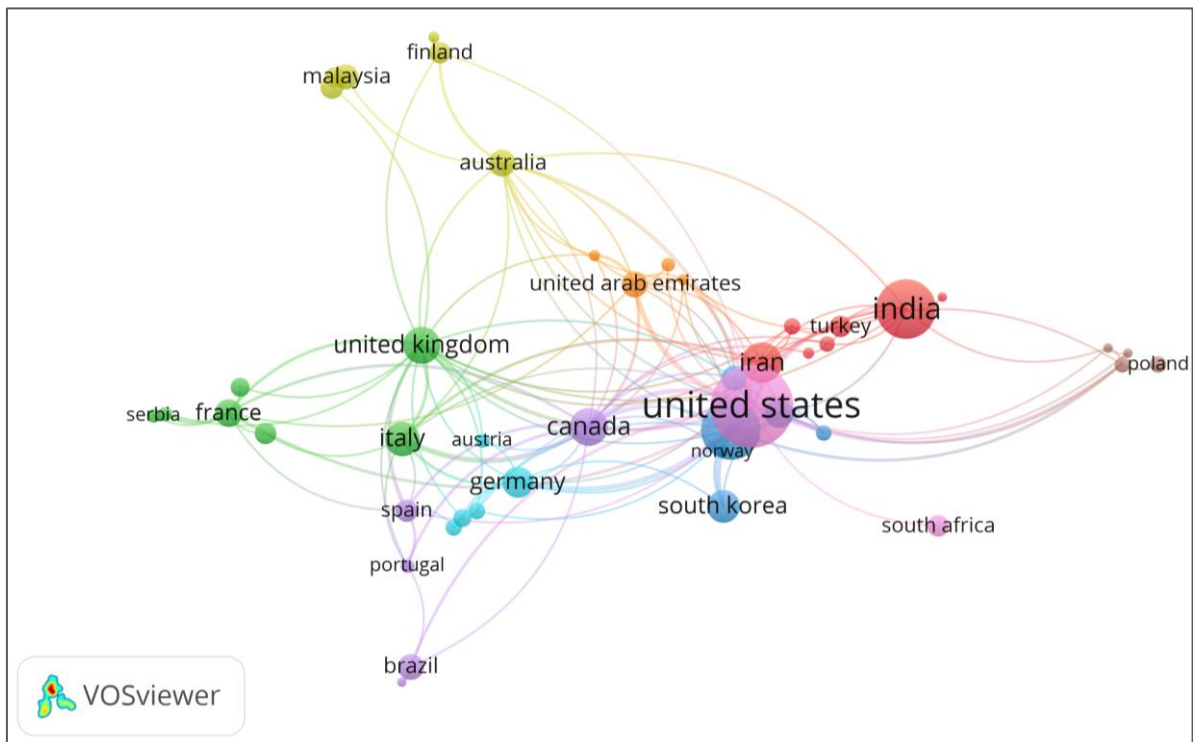 finland
malaysia
australia
united arab emirates
india
turkey
united kingdom
iran
poland
united states
serbia
france
canada
italy
austria
norway
germany
spain
south korea
south africa
portugal
brazil
VOSviewer